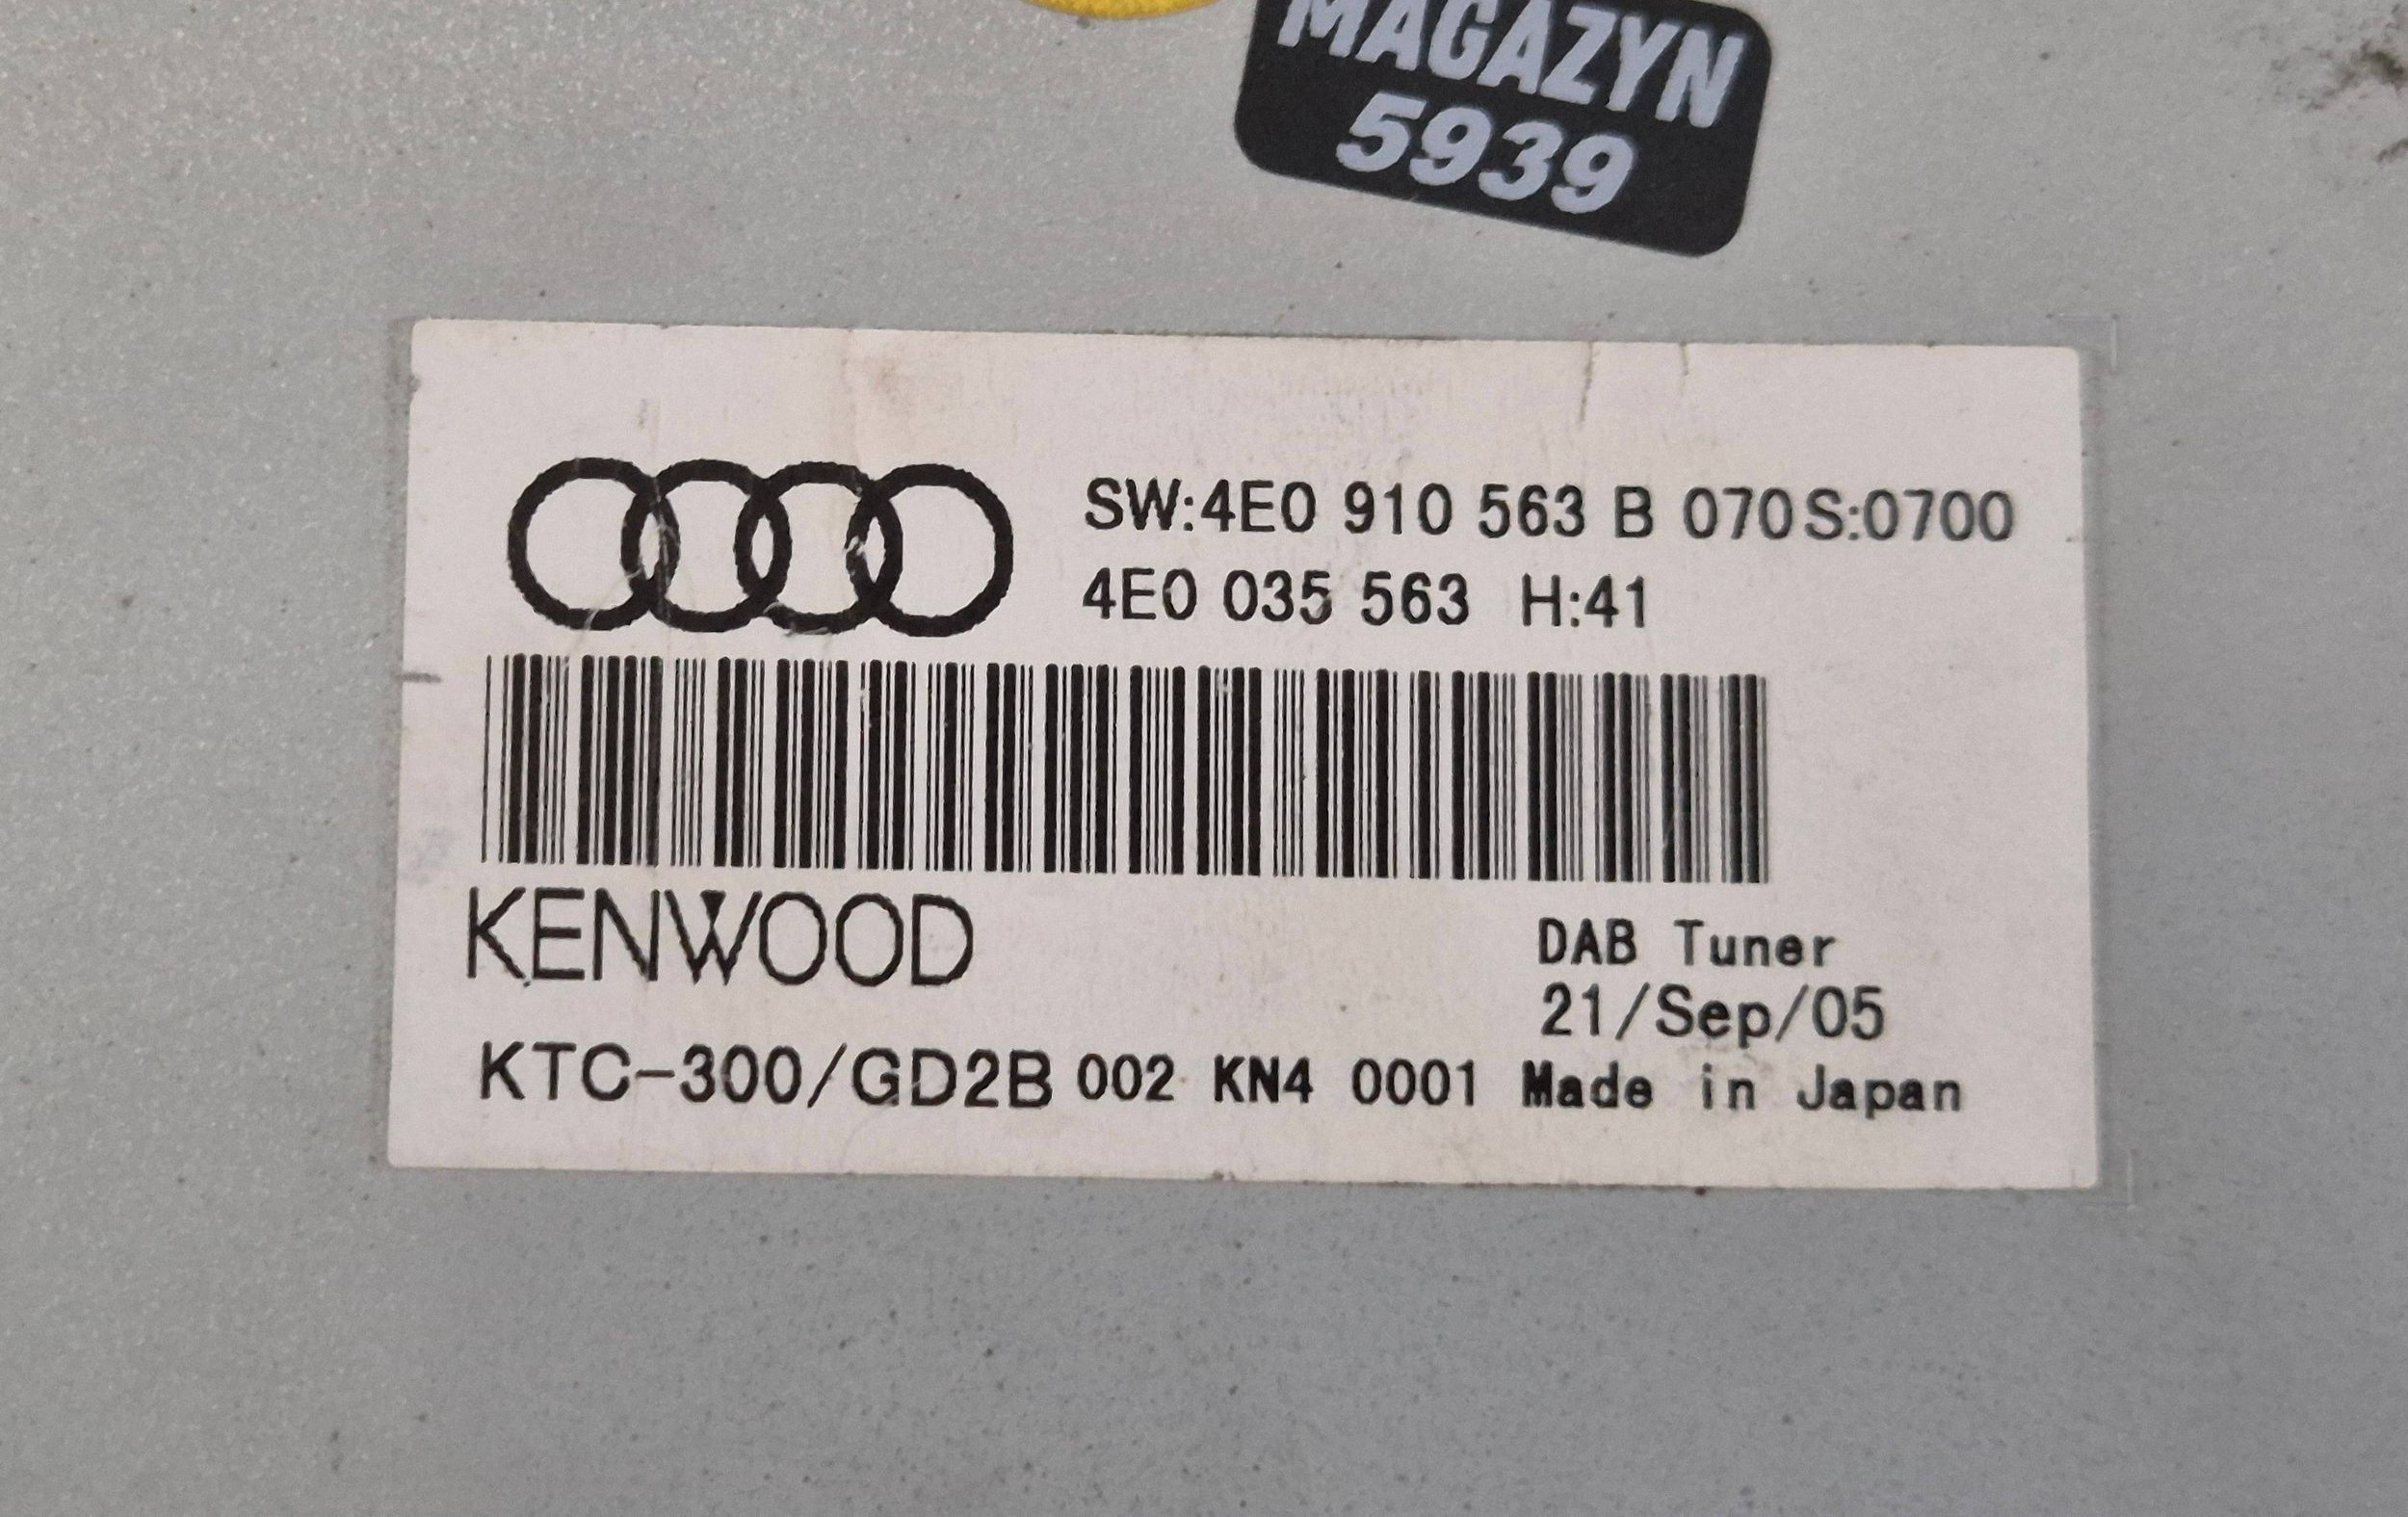 MAGAZYN
5939
SW:4E0 910 563 B 070 S:0700
4E0 035 563 H:41
KENWOOD
DAB Tuner
21/Sep/05
KTC-300/GD2B 002 KN4 0001 Made in Japan